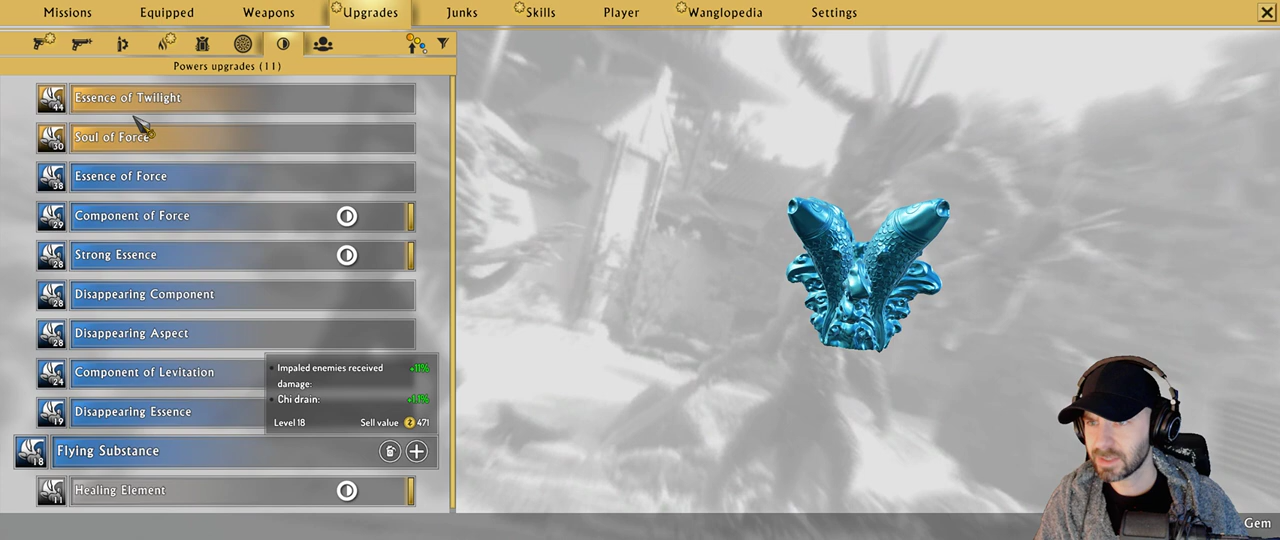 Missions Equipped Weapons Upgrades Junks Skills Player Wanglopedia Settings
Powers upgrades (11)
44 Essence of Twilight
30 Soul of Force
38 Essence of Force
29 Component of Force
28 Strong Essence
28 Disappearing Component
28 Disappearing Aspect
24 Component of Levitation
Impaled enemies received +11%
damage:
Chi drain: +1.1%
19 Disappearing Essence
Level 18 Sell value 471
18 Flying Substance
11 Healing Element
Gem